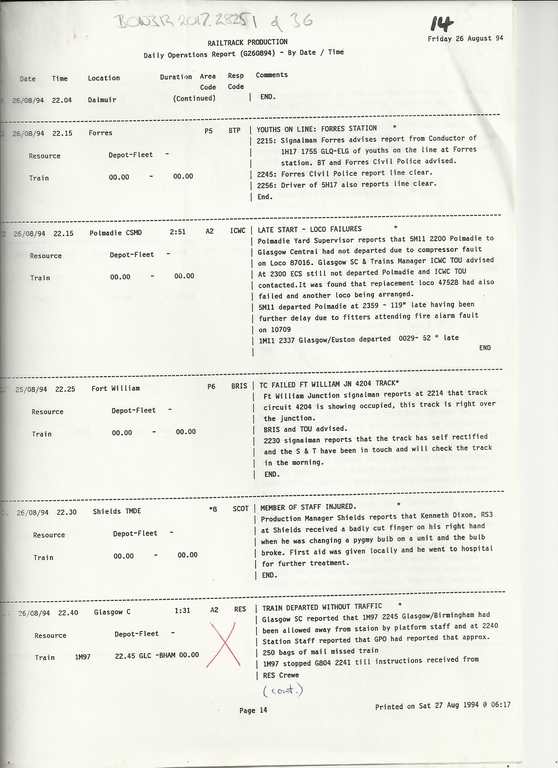 BONSIR 2017.28251 d 36
14
RAILTRACK PRODUCTION
Friday 26 August 94
Daily Operations Report (G260894) - By Date / Time
Date Time Location Duration Area Code Resp Code Comments
26/08/94 22.04 Dalmuir (Continued) | END.
26/08/94 22.15 Forres P5 BTP | YOUTHS ON LINE: FORRES STATION *
| 2215: Signalman Forres advises report from Conductor of
Resource Depot-Fleet - | 1H17 1755 GLQ-ELG of youths on the line at Forres
| station. BT and Forres Civil Police advised.
Train 00.00 - 00.00 | 2245: Forres Civil Police report line clear.
| 2256: Driver of 5H17 also reports line clear.
| End.
26/08/94 22.15 Polmadie CSMD 2:51 A2 ICWC | LATE START - LOCO FAILURES *
| Polmadie Yard Supervisor reports that 5M11 2200 Polmadie to
Resource Depot-Fleet - | Glasgow Central had not departed due to compressor fault
| on Loco 87016. Glasgow SC & Trains Manager ICWC TOU advised
Train 00.00 - 00.00 | At 2300 ECS still not departed Polmadie and ICWC TOU
| contacted.It was found that replacement loco 47528 had also
| failed and another loco being arranged.
| 5M11 departed Polmadie at 2359 - 119" late having been
| further delay due to fitters attending fire alarm fault
| on 10709
| 1M11 2337 Glasgow/Euston departed 0029- 52 " late
| END
25/08/94 22.25 Fort William P6 BRIS | TC FAILED FT WILLIAM JN 4204 TRACK*
| Ft William Junction signalman reports at 2214 that track
Resource Depot-Fleet - | circuit 4204 is showing occupied, this track is right over
| the junction.
Train 00.00 - 00.00 | BRIS and TOU advised.
| 2230 signalman reports that the track has self rectified
| and the S & T have been in touch and will check the track
| in the morning.
| END.
26/08/94 22.30 Shields TMDE *8 SCOT | MEMBER OF STAFF INJURED. *
| Production Manager Shields reports that Kenneth Dixon, RS3
Resource Depot-Fleet - | at Shields received a badly cut finger on his right hand
| when he was changing a pygmy bulb on a unit and the bulb
Train 00.00 - 00.00 | broke. First aid was given locally and he went to hospital
| for further treatment.
| END.
26/08/94 22.40 Glasgow C 1:31 A2 RES | TRAIN DEPARTED WITHOUT TRAFFIC *
| Glasgow SC reported that 1M97 2245 Glasgow/Birmingham had
Resource Depot-Fleet - | been allowed away from staion by platform staff and at 2240
| Station Staff reported that GPO had reported that approx.
Train 1M97 22.45 GLC -BHAM 00.00 | 250 bags of mail missed train
| 1M97 stopped GB04 2241 till instructions received from
| RES Crewe
(cont.)
Page 14
Printed on Sat 27 Aug 1994 @ 06:17